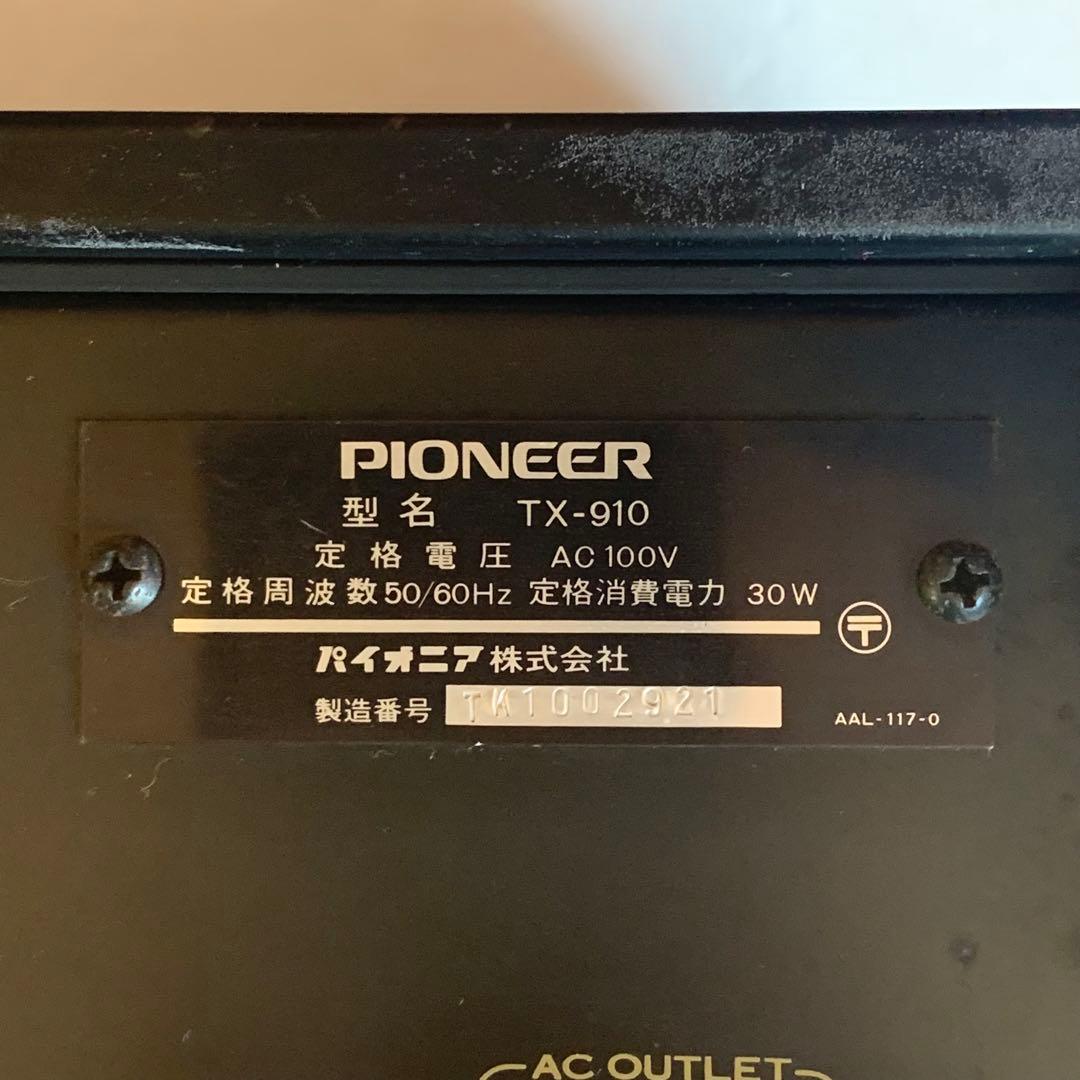 PIONEER
型名 TX-910
定格電圧 AC100V
定格周波数50/60Hz 定格消費電力 30W
〒
パイオニア株式会社
製造番号 TK1002921
AAL-117-0
AC OUTLET